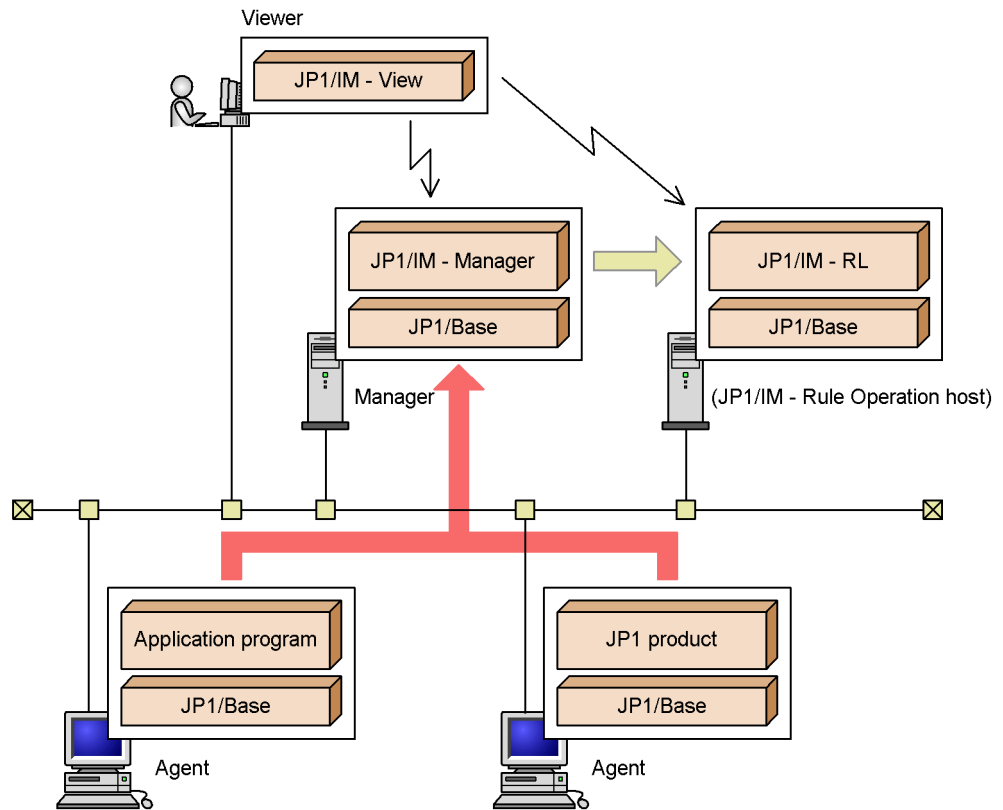 Viewer
JP1/IM - View
JP1/IM - Manager
JP1/Base
Manager
JP1/IM - RL
JP1/Base
(JP1/IM - Rule Operation host)
Application program
JP1/Base
Agent
JP1 product
JP1/Base
Agent